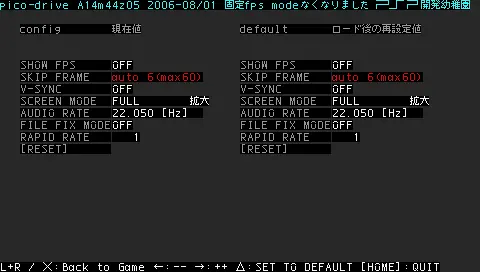 pico-drive A14m44z05 2006-08/01 固定fps modeなくなりました PSP開発幼稚園
config 現在値 default ロード後の再設定値
SHOW FPS OFF SHOW FPS OFF
SKIP FRAME auto 6(max60) SKIP FRAME auto 6(max60)
V-SYNC OFF V-SYNC OFF
SCREEN MODE FULL 拡大 SCREEN MODE FULL 拡大
AUDIO RATE 22.050 [Hz] AUDIO RATE 22.050 [Hz]
FILE FIX MODE OFF FILE FIX MODE OFF
RAPID RATE 1 RAPID RATE 1
[RESET] [RESET]
L+R / ╳:Back to Game ←:-- →:++ △:SET TO DEFAULT [HOME]:QUIT